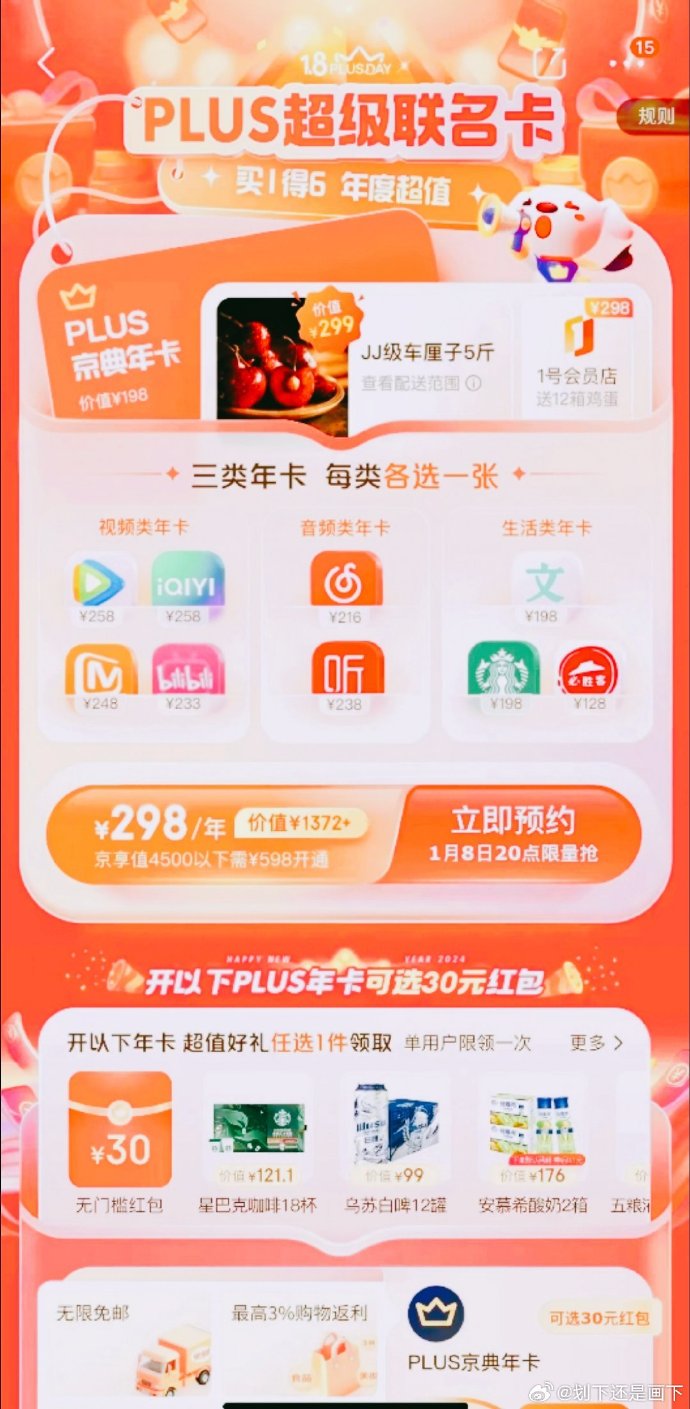 1.8 PLUS DAY
15
PLUS超级联名卡
规则
买1得6 年度超值
PLUS
京典年卡
价值¥198
价值
¥299
JJ级车厘子5斤
查看配送范围
¥298
1号会员店
送12箱鸡蛋
三类年卡 每类各选一张
视频类年卡
音频类年卡
生活类年卡
iQIYI
文
¥258
¥258
¥216
¥198
bilibili
听
必胜客
¥248
¥233
¥238
¥198
¥128
¥298/年
价值¥1372+
京享值4500以下需¥598开通
立即预约
1月8日20点限量抢
HAPPY NEW YEAR 2024
开以下PLUS年卡可选30元红包
开以下年卡 超值好礼任选1件领取 单用户限领一次 更多 >
¥30
价值¥121.1
价值¥99
价值¥176
无门槛红包
星巴克咖啡18杯
乌苏白啤12罐
安慕希酸奶2箱
五粮液
无限免邮
最高3%购物返利
可选30元红包
PLUS京典年卡
@划下还是画下